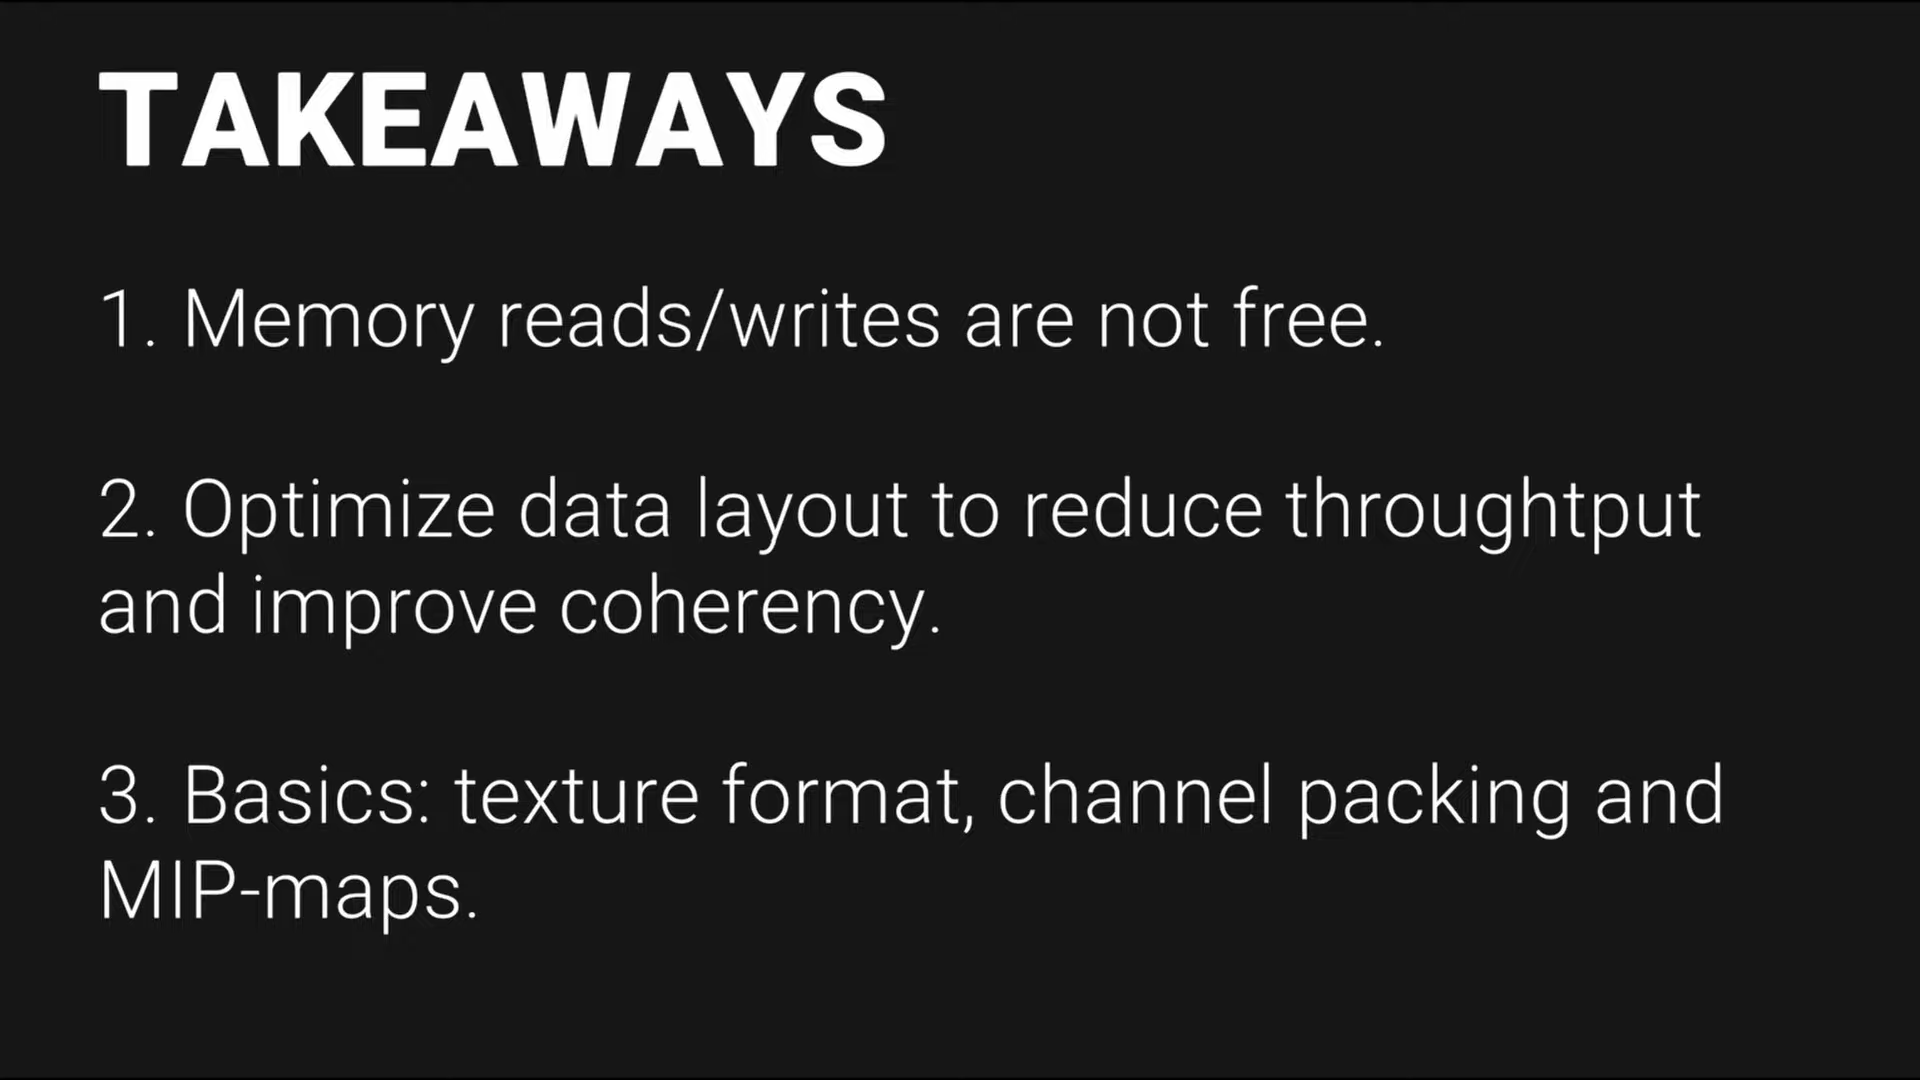 TAKEAWAYS
1. Memory reads/writes are not free.
2. Optimize data layout to reduce throughtput
and improve coherency.
3. Basics: texture format, channel packing and
MIP-maps.